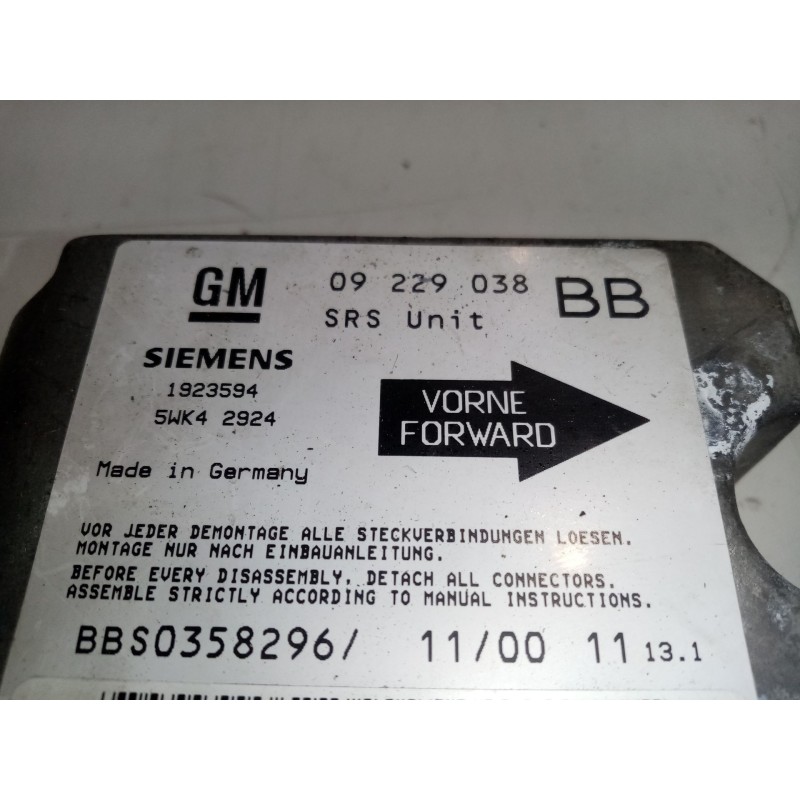 GM 09 229 038 BB
SRS Unit
SIEMENS
1923594
5WK4 2924
VORNE
FORWARD
Made in Germany
VOR JEDER DEMONTAGE ALLE STECKVERBINDUNGEN LOESEN.
MONTAGE NUR NACH EINBAUANLEITUNG.
BEFORE EVERY DISASSEMBLY, DETACH ALL CONNECTORS.
ASSEMBLE STRICTLY ACCORDING TO MANUAL INSTRUCTIONS.
BBS0358296/ 11/00 11 13.1